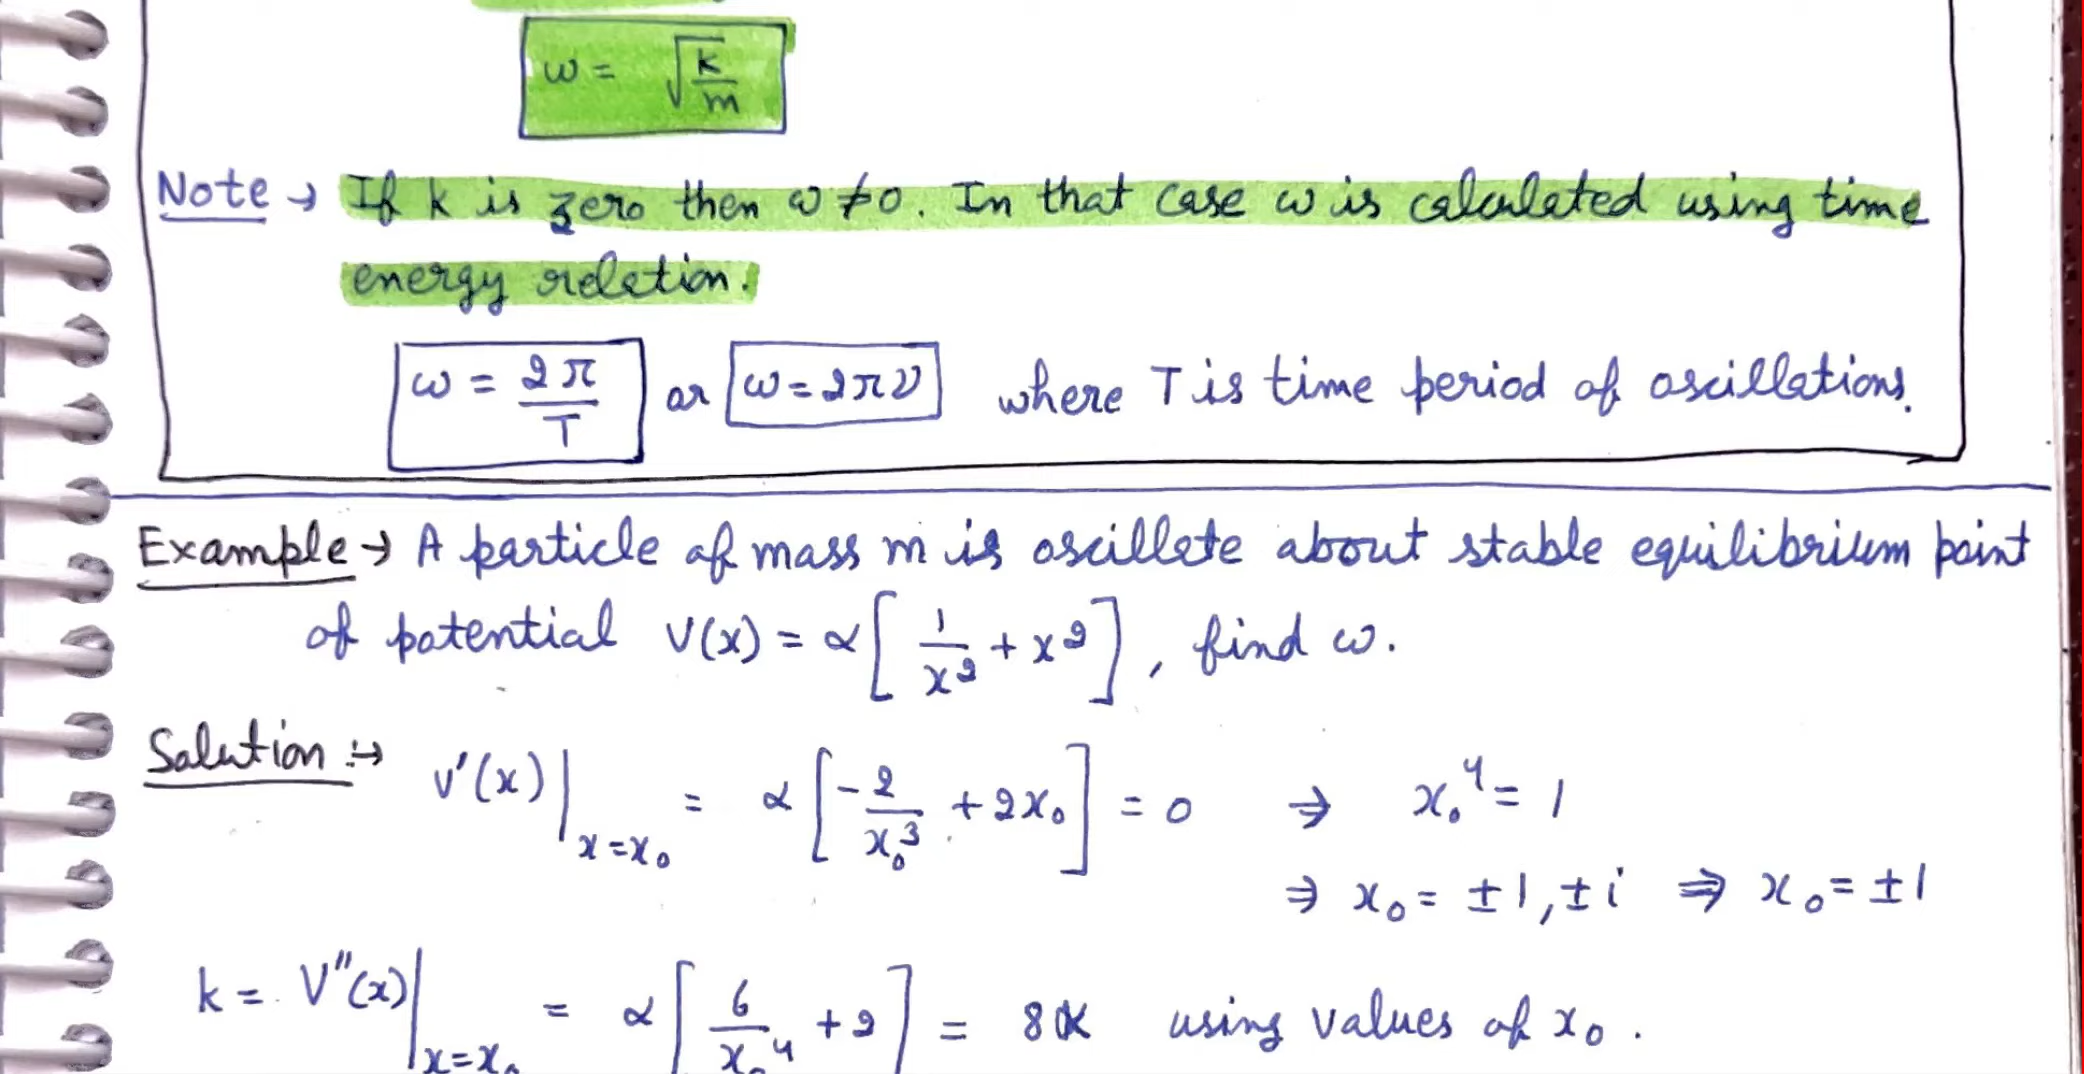 ω = √k/m
Note → If k is zero then ω ≠ 0. In that case ω is calculated using time
energy relation.
ω = 2π/T or ω = 2πν where T is time period of oscillations.
Example → A particle of mass m is oscillate about stable equilibrium point
of potential V(x) = α[1/x² + x²], find ω.
Solution :→ V'(x)|x=x₀ = α[-2/x₀³ + 2x₀] = 0 ⇒ x₀⁴ = 1
⇒ x₀ = ±1, ±i ⇒ x₀ = ±1
k = V''(x)|x=x₀ = α[6/x₀⁴ + 2] = 8α using values of x₀.